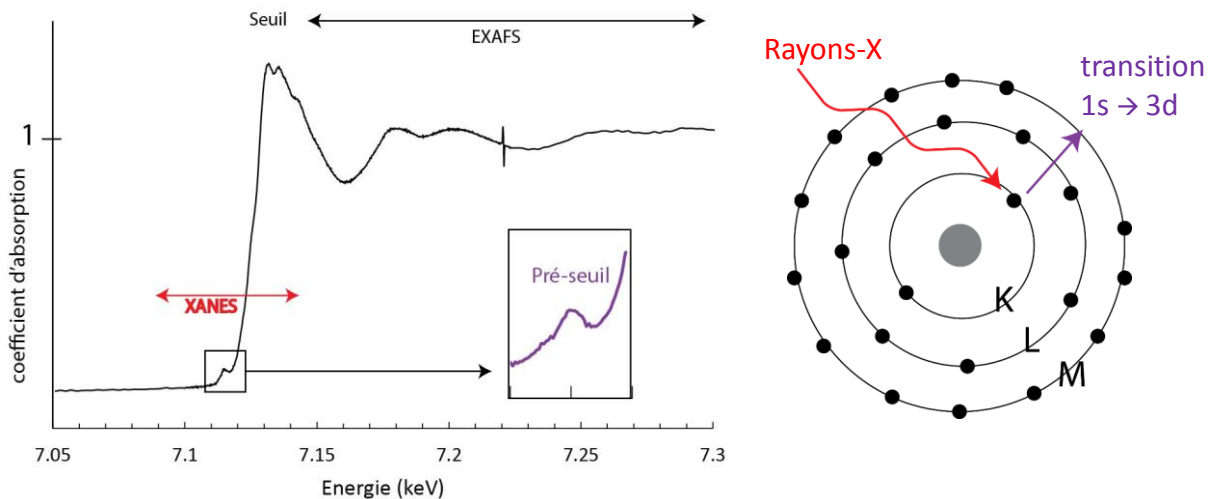 Seuil
EXAFS
1
coefficient d'absorption
XANES
Pré-seuil
7.05
7.1
7.15
7.2
7.25
7.3
Energie (keV)
Rayons-X
transition
1s → 3d
K
L
M